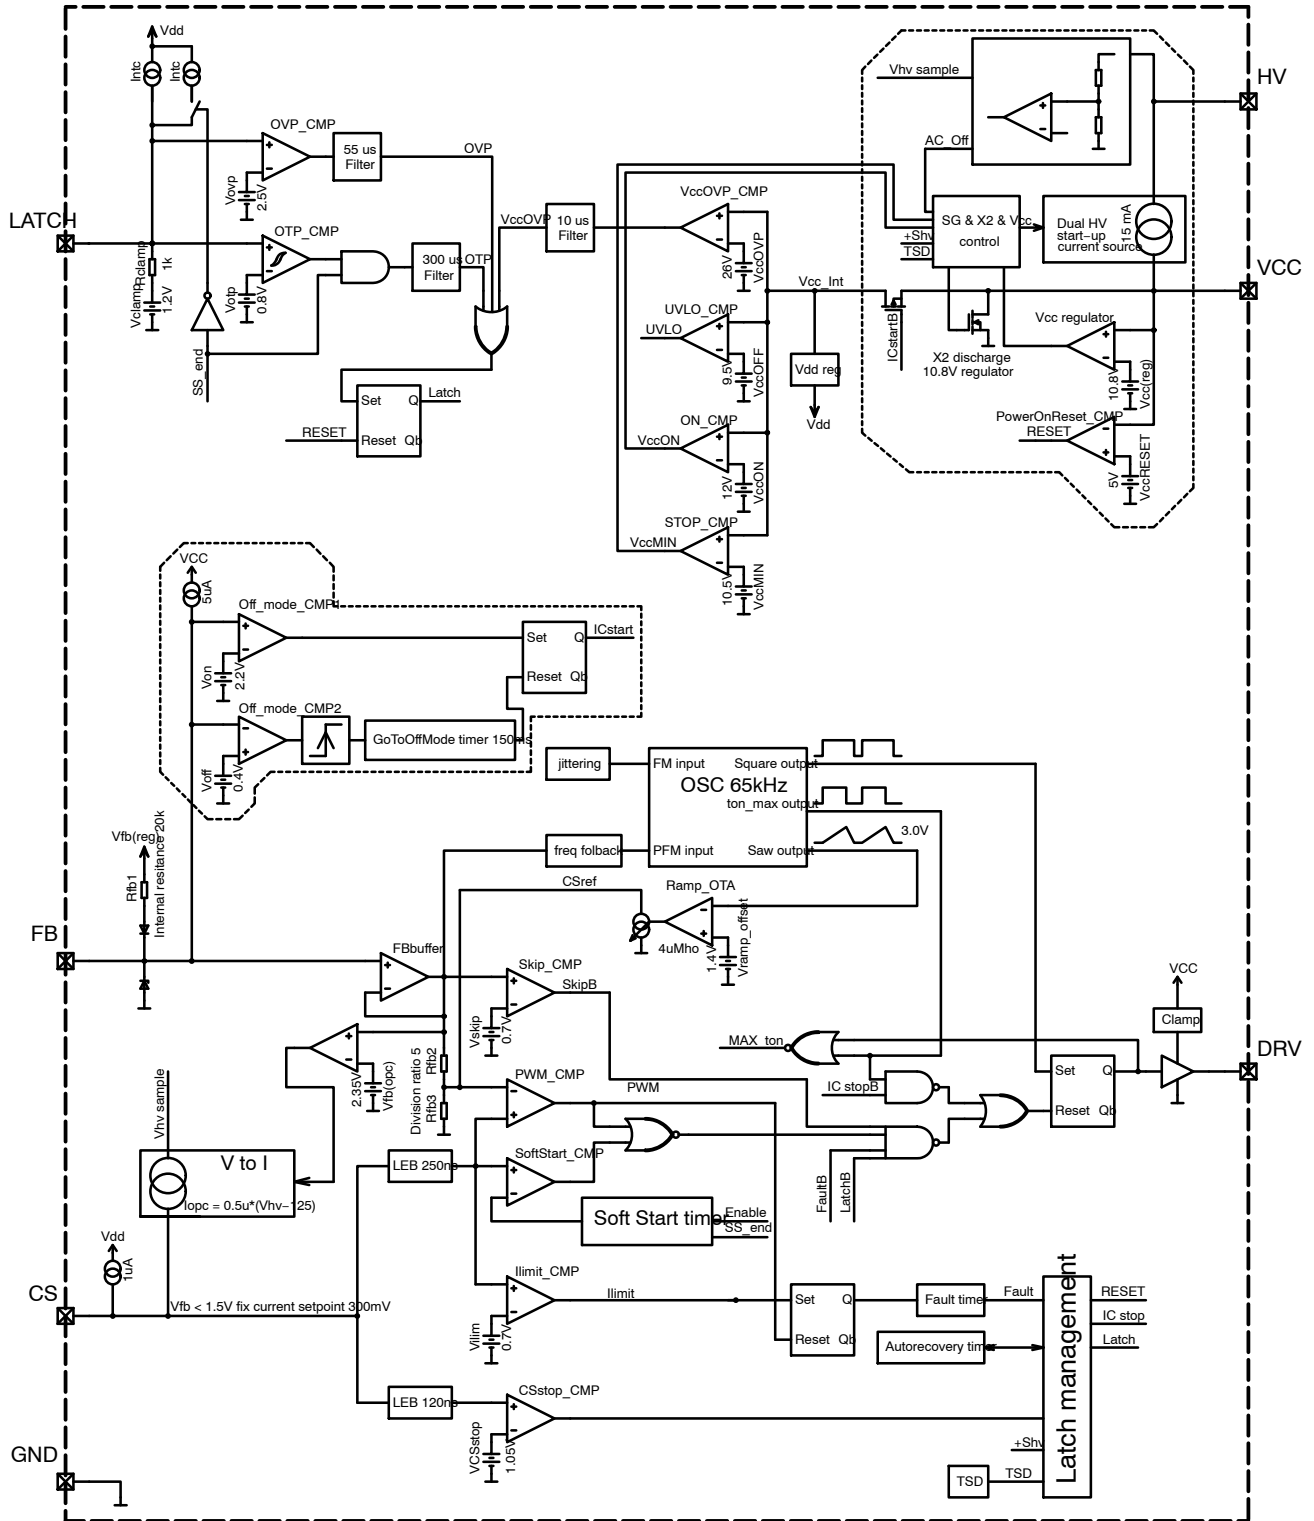 Vdd
Intc
Intc
Vhv sample
HV
OVP_CMP
55 us
Filter
OVP
AC_Off
Vovp
2.5V
VccOVP_CMP
VccOVP
10 us
Filter
SG & X2 & Vcc
control
Dual HV
start-up
current source
15 mA
+Shv
TSD
LATCH
OTP_CMP
300 us
Filter
OTP
26V
VccOVP
VCC
Rclamp
1k
Vclamp
1.2V
Votp
0.8V
Vcc_Int
UVLO_CMP
UVLO
9.5V
VccOFF
ICstartB
Vcc regulator
X2 discharge
10.8V regulator
10.8V
Vcc(reg)
Vdd reg
Vdd
SS_end
Set
Q
Latch
RESET
Reset
Qb
ON_CMP
VccON
12V
VccON
PowerOnReset_CMP
RESET
5V
VccRESET
STOP_CMP
VccMIN
10.5V
VccMIN
VCC
5uA
Off_mode_CMP1
Von
2.2V
Set
Q
ICstart
Reset
Qb
Off_mode_CMP2
GoToOffMode timer 150ms
Voff
0.4V
jittering
FM input
Square output
OSC 65kHz
ton_max output
freq folback
PFM input
Saw output
3.0V
Vfb(reg)
Rfb1
Internal resitance 20k
CSref
Ramp_OTA
4uMho
1.4V
Vramp_offset
FB
FBbuffer
Skip_CMP
SkipB
Vskip
0.7V
VCC
Clamp
DRV
MAX_ton
2.35V
Vfb(opc)
Division ratio 5
Rfb2
Rfb3
PWM_CMP
PWM
IC stopB
Set
Q
Reset
Qb
Vhv sample
V to I
Iopc = 0.5u*(Vhv-125)
LEB 250ns
SoftStart_CMP
Soft Start timer
Enable
SS_end
FaultB
LatchB
Vdd
1uA
CS
Vfb < 1.5V fix current setpoint 300mV
Ilimit_CMP
Ilimit
Vilim
0.7V
Set
Q
Reset
Qb
Fault timer
Fault
Autorecovery timer
Latch management
RESET
IC stop
Latch
LEB 120ns
CSstop_CMP
VCSstop
1.05V
+Shv
TSD
TSD
GND